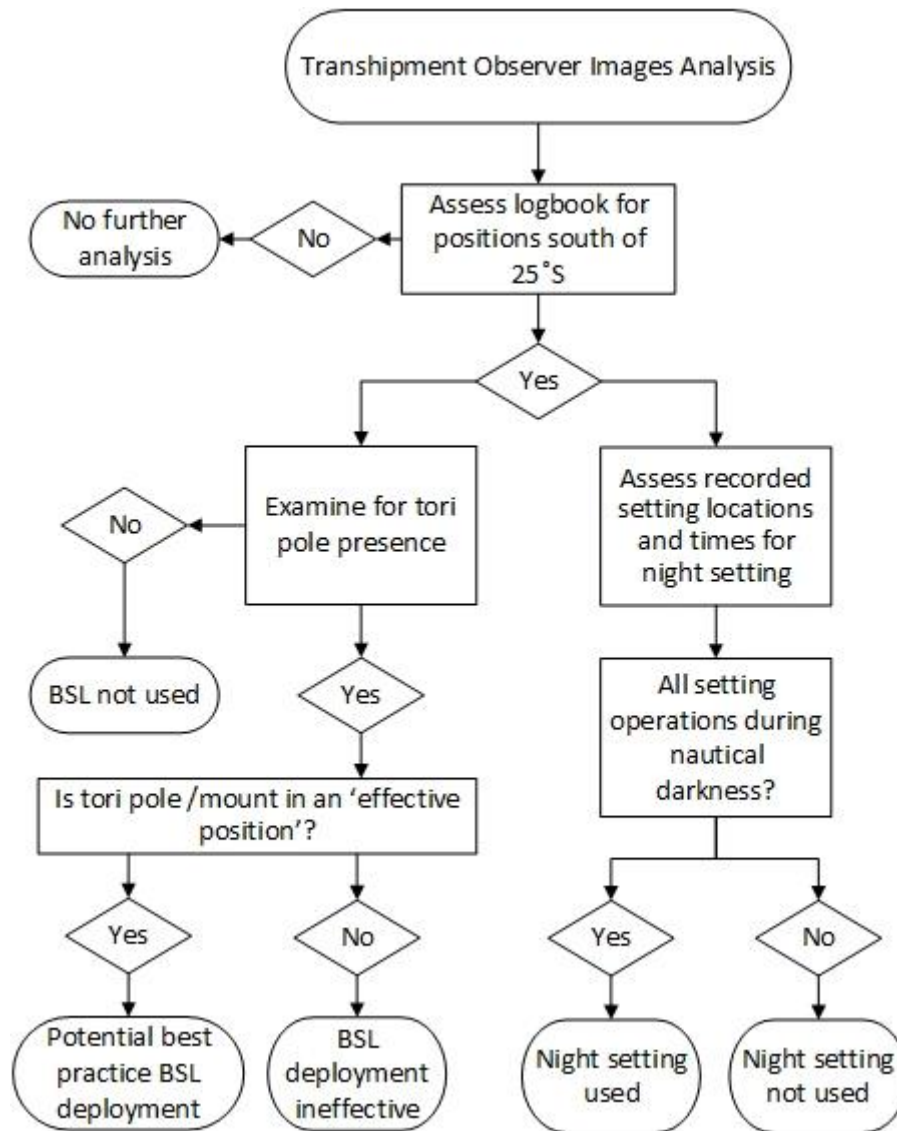 Transhipment Observer Images Analysis
Assess logbook for
positions south of
25˚S
No
No further
analysis
Yes
Examine for tori
pole presence
No
BSL not used
Yes
Is tori pole /mount in an ‘effective
position’?
Yes
Potential best
practice BSL
deployment
No
BSL
deployment
ineffective
Assess recorded
setting locations
and times for
night setting
All setting
operations during
nautical
darkness?
Yes
Night setting
used
No
Night setting
not used